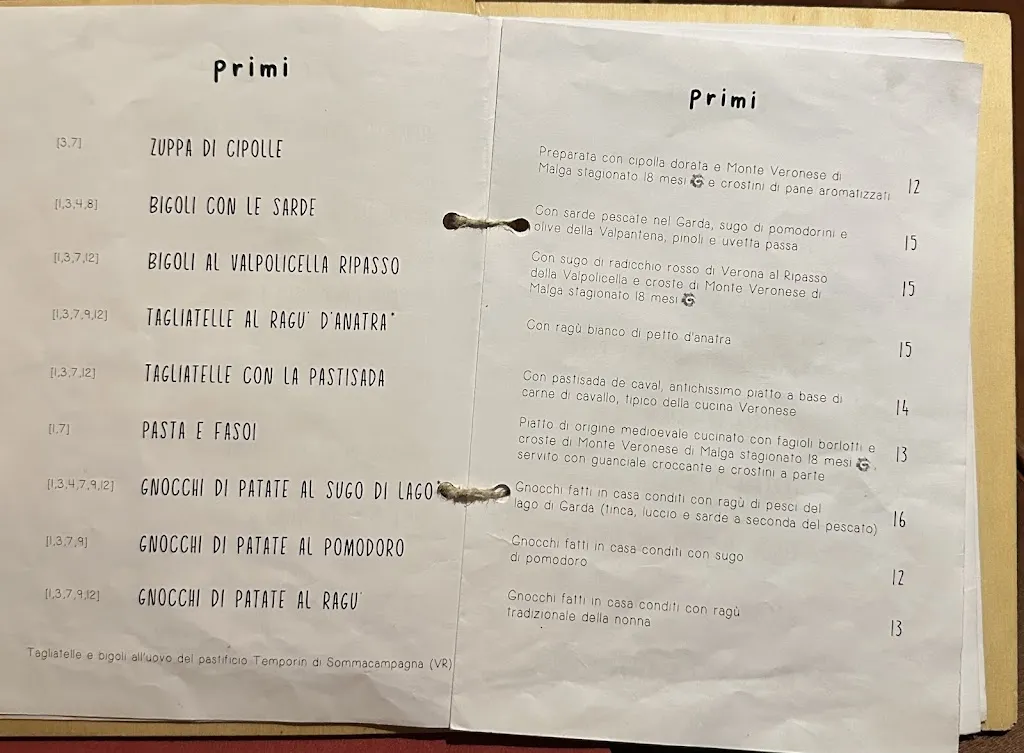 primi
[3,7] ZUPPA DI CIPOLLE
[1,3,4,8] BIGOLI CON LE SARDE
[1,3,7,12] BIGOLI AL VALPOLICELLA RIPASSO
[1,3,7,9,12] TAGLIATELLE AL RAGU' D'ANATRA*
[1,3,7,12] TAGLIATELLE CON LA PASTISADA
[1,7] PASTA E FASOI
[1,3,4,7,9,12] GNOCCHI DI PATATE AL SUGO DI LAGO*
[1,3,7,9] GNOCCHI DI PATATE AL POMODORO
[1,3,7,9,12] GNOCCHI DI PATATE AL RAGU'
Tagliatelle e bigoli all'uovo del pastificio Temporin di Sommacampagna (VR)
primi
Preparata con cipolla dorata e Monte Veronese di
Malga stagionato 18 mesi e crostini di pane aromatizzati 12
Con sarde pescate nel Garda, sugo di pomodorini e
olive della Valpantena, pinoli e uvetta passa 15
Con sugo di radicchio rosso di Verona al Ripasso
della Valpolicella e croste di Monte Veronese di 15
Malga stagionato 18 mesi
Con ragù bianco di petto d'anatra 15
Con pastisada de caval, antichissimo piatto a base di
carne di cavallo, tipico della cucina Veronese 14
Piatto di origine medioevale cucinato con fagioli borlotti e
croste di Monte Veronese di Malga stagionato 18 mesi , 13
servito con guanciale croccante e crostini a parte
Gnocchi fatti in casa conditi con ragù di pesci del
lago di Garda (tinca, luccio e sarde a seconda del pescato) 16
Gnocchi fatti in casa conditi con sugo
di pomodoro 12
Gnocchi fatti in casa conditi con ragù
tradizionale della nonna 13